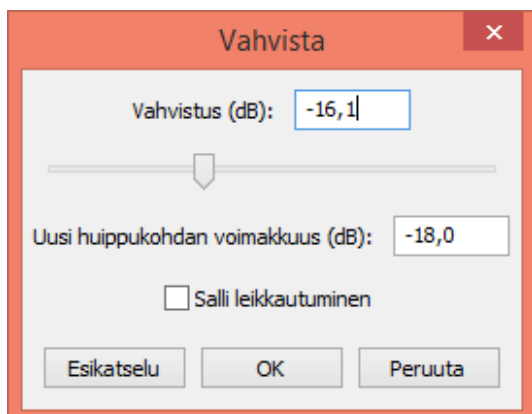 Vahvista
Vahvistus (dB): -16,1
Uusi huippukohdan voimakkuus (dB): -18,0
Salli leikkautuminen
Esikatselu OK Peruuta